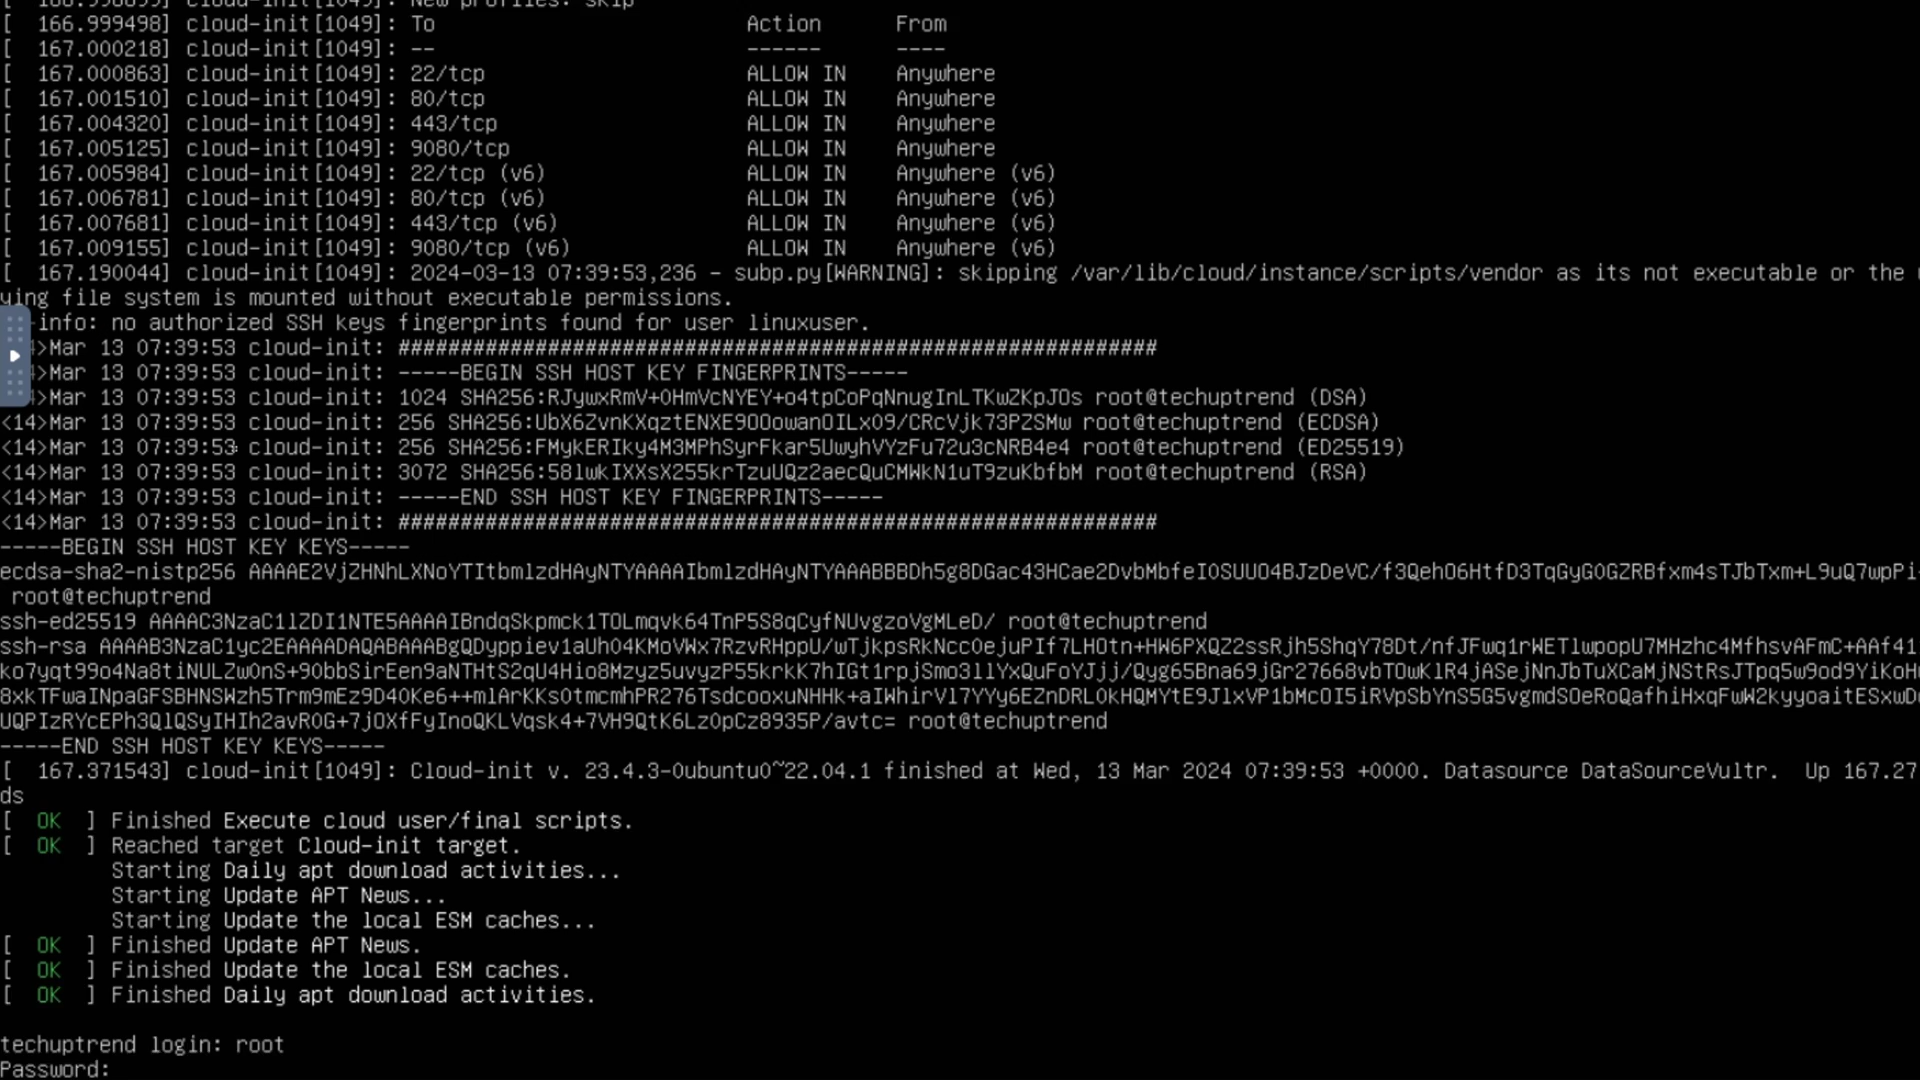 [  166.998899] cloud-init[1049]: New profiles: skip
[  166.999498] cloud-init[1049]: To                         Action      From
[  167.000218] cloud-init[1049]: --                         ------      ----
[  167.000863] cloud-init[1049]: 22/tcp                     ALLOW IN    Anywhere
[  167.001510] cloud-init[1049]: 80/tcp                     ALLOW IN    Anywhere
[  167.004320] cloud-init[1049]: 443/tcp                    ALLOW IN    Anywhere
[  167.005125] cloud-init[1049]: 9080/tcp                   ALLOW IN    Anywhere
[  167.005984] cloud-init[1049]: 22/tcp (v6)                ALLOW IN    Anywhere (v6)
[  167.006781] cloud-init[1049]: 80/tcp (v6)                ALLOW IN    Anywhere (v6)
[  167.007681] cloud-init[1049]: 443/tcp (v6)               ALLOW IN    Anywhere (v6)
[  167.009155] cloud-init[1049]: 9080/tcp (v6)              ALLOW IN    Anywhere (v6)
[  167.190044] cloud-init[1049]: 2024-03-13 07:39:53,236 - subp.py[WARNING]: skipping /var/lib/cloud/instance/scripts/vendor as its not executable or the
ying file system is mounted without executable permissions.
info: no authorized SSH keys fingerprints found for user linuxuser.
>Mar 13 07:39:53 cloud-init: #############################################################
>Mar 13 07:39:53 cloud-init: -----BEGIN SSH HOST KEY FINGERPRINTS-----
>Mar 13 07:39:53 cloud-init: 1024 SHA256:RJywxRmV+OHmVcNYEY+o4tpCoPqNnugInLTKwZKpJOs root@techuptrend (DSA)
<14>Mar 13 07:39:53 cloud-init: 256 SHA256:UbX6ZvnKXqztENXE9OOowanOILx09/CRcVjk73PZSMw root@techuptrend (ECDSA)
<14>Mar 13 07:39:53 cloud-init: 256 SHA256:FMykERIky4M3MPhSyrFkar5UwyhVYzFu72u3cNRB4e4 root@techuptrend (ED25519)
<14>Mar 13 07:39:53 cloud-init: 3072 SHA256:58lwkIXXsX255krTzuUQz2aecQuCMWkN1uT9zuKbfbM root@techuptrend (RSA)
<14>Mar 13 07:39:53 cloud-init: -----END SSH HOST KEY FINGERPRINTS-----
<14>Mar 13 07:39:53 cloud-init: #############################################################
-----BEGIN SSH HOST KEY KEYS-----
ecdsa-sha2-nistp256 AAAAE2VjZHNhLXNoYTItbmlzdHAyNTYAAAAIbmlzdHAyNTYAAABBBDh5g8DGac43HCae2DvbMbfeI0SUUO4BJzDeVC/f3QehO6HtfD3TqGyG0GZRBfxm4sTJbTxm+L9uQ7wpPi
root@techuptrend
ssh-ed25519 AAAAC3NzaC1lZDI1NTE5AAAAIBndqSkpmck1TOLmqvk64TnP5S8qCyfNUvgzoVgMLeD/ root@techuptrend
ssh-rsa AAAAB3NzaC1yc2EAAAADAQABAAABgQDyppiev1aUh04KMoVWx7RzvRHppU/wTjkpsRkNccOejuPIf7LHOtn+HW6PXQZ2ssRjh5ShqY78Dt/nfJFwq1rWETlwpopU7MHzhc4MfhsvAFmC+AAf41
ko7yqt99o4Na8tiNULZwOnS+90bbSirEen9aNTHtS2qU4Hio8Mzyz5uvyzP55krkK7hIGt1rpjSmo3llYxQuFoYJjj/Qyg65Bna69jGr27668vbTOwKlR4jASejNnJbTuXCaMjNStRsJTpq5w9od9YiKoH
8xkTFwaINpaGFSBHNSWzh5Trm9mEz9D40Ke6++mlArKKs0tmcmhPR276TsdcooxuNHHk+aIWhirVl7YYy6EZnDRL0kHQMYtE9JlxVP1bMcOI5iRVpSbYnS5G5vgmdSOeRoQafhiHxqFwW2kyyoaitESxwD
UQPIzRYcEPh3QlQSyIHIh2avR0G+7jOXfFyInoQKLVqsk4+7VH9QtK6LzOpCz8935P/avtc= root@techuptrend
-----END SSH HOST KEY KEYS-----
[  167.371543] cloud-init[1049]: Cloud-init v. 23.4.3-0ubuntu0~22.04.1 finished at Wed, 13 Mar 2024 07:39:53 +0000. Datasource DataSourceVultr.  Up 167.27
ds
[  OK  ] Finished Execute cloud user/final scripts.
[  OK  ] Reached target Cloud-init target.
Starting Daily apt download activities...
Starting Update APT News...
Starting Update the local ESM caches...
[  OK  ] Finished Update APT News.
[  OK  ] Finished Update the local ESM caches.
[  OK  ] Finished Daily apt download activities.
techuptrend login: root
Password: